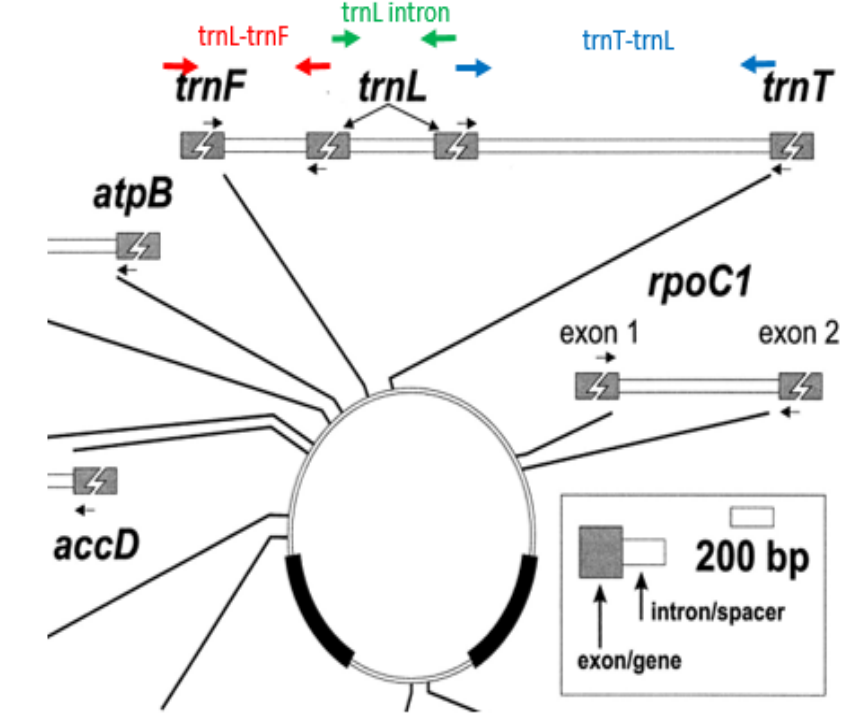 trnL intron
trnL-trnF
trnT-trnL
trnF
trnL
trnT
atpB
rpoC1
exon 1
exon 2
accD
200 bp
intron/spacer
exon/gene